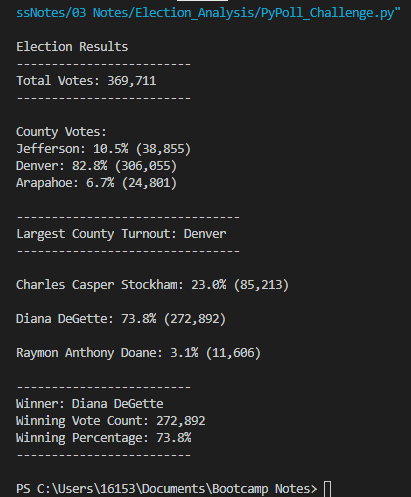 ssNotes/03 Notes/Election_Analysis/PyPoll_Challenge.py"
Election Results
-------------------------
Total Votes: 369,711
-------------------------
County Votes:
Jefferson: 10.5% (38,855)
Denver: 82.8% (306,055)
Arapahoe: 6.7% (24,801)
--------------------------------
Largest County Turnout: Denver
--------------------------------
Charles Casper Stockham: 23.0% (85,213)
Diana DeGette: 73.8% (272,892)
Raymon Anthony Doane: 3.1% (11,606)
-------------------------
Winner: Diana DeGette
Winning Vote Count: 272,892
Winning Percentage: 73.8%
-------------------------
PS C:\Users\16153\Documents\Bootcamp Notes>